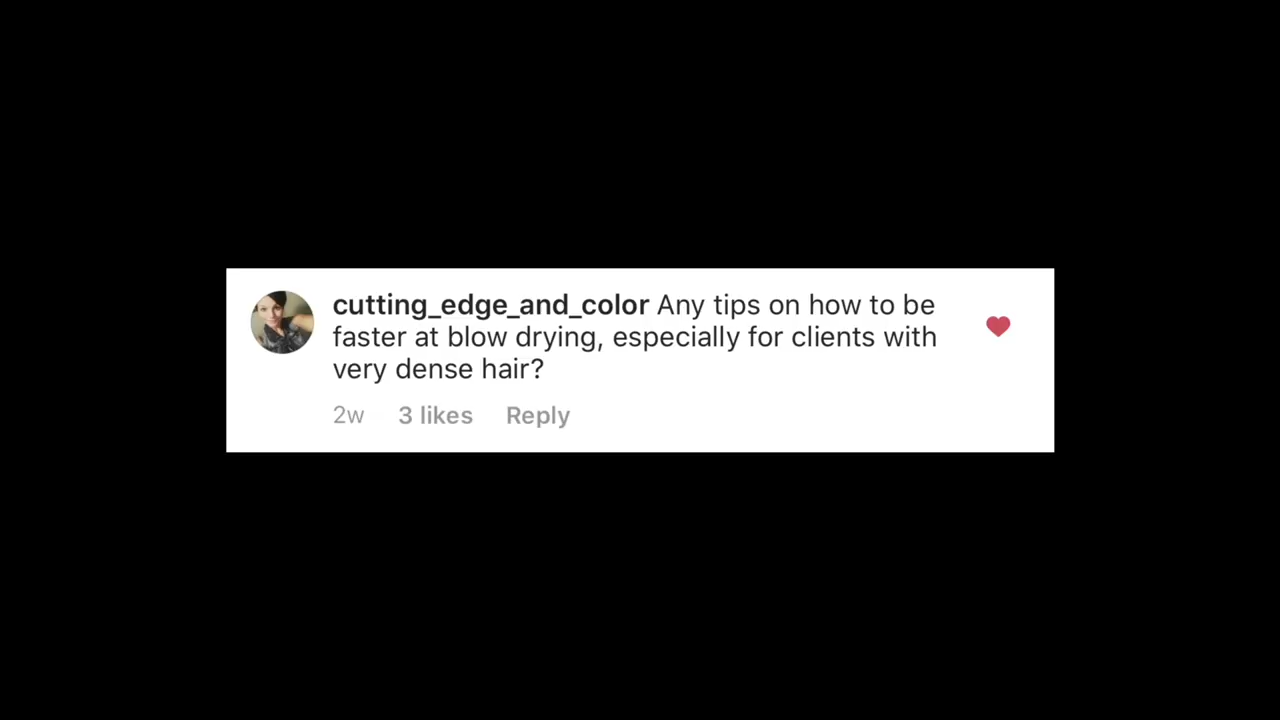 cutting_edge_and_color Any tips on how to be
faster at blow drying, especially for clients with
very dense hair?
2w 3 likes Reply